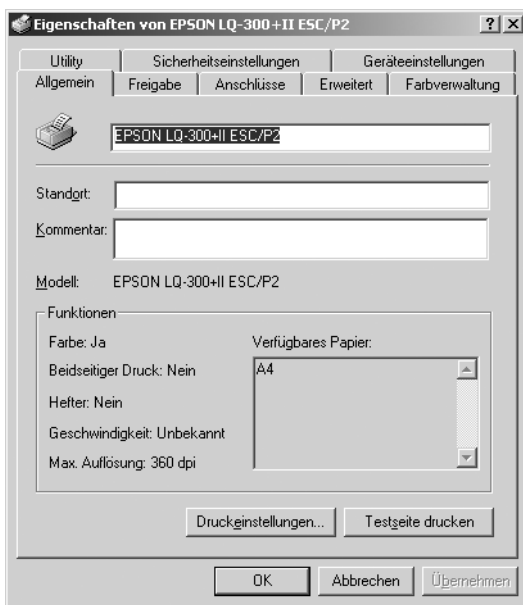 Eigenschaften von EPSON LQ-300+II ESC/P2
Utility Sicherheitseinstellungen Geräteeinstellungen
Allgemein Freigabe Anschlüsse Erweitert Farbverwaltung
EPSON LQ-300+II ESC/P2
Standort:
Kommentar:
Modell: EPSON LQ-300+II ESC/P2
Funktionen
Farbe: Ja Verfügbares Papier:
Beidseitiger Druck: Nein A4
Hefter: Nein
Geschwindigkeit: Unbekannt
Max. Auflösung: 360 dpi
Druckeinstellungen... Testseite drucken
OK Abbrechen Übernehmen